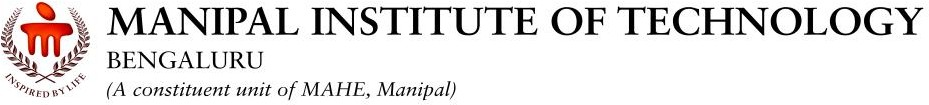 MANIPAL INSTITUTE OF TECHNOLOGY
BENGALURU
(A constituent unit of MAHE, Manipal)
INSPIRED BY LIFE